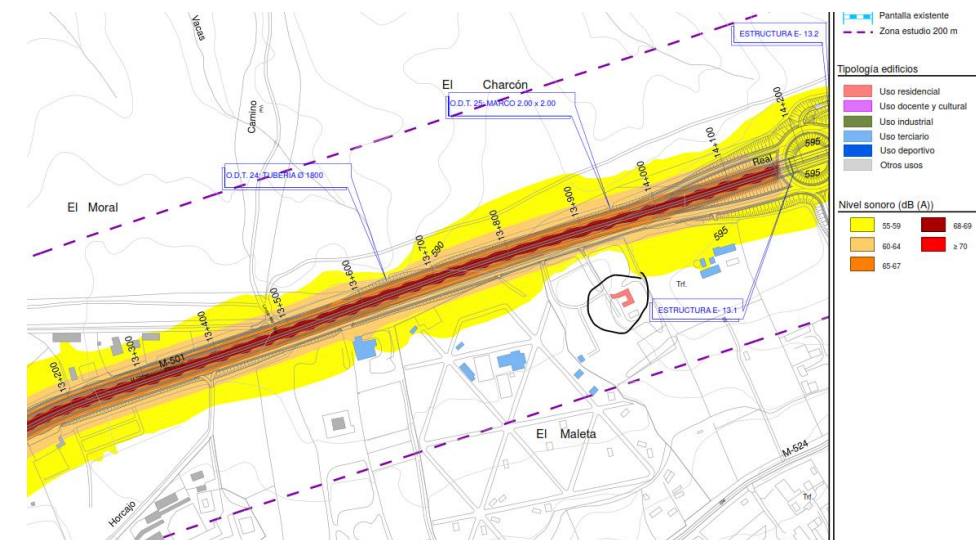 Pantalla existente
Zona estudio 200 m
Tipología edificios
Uso residencial
Uso docente y cultural
Uso industrial
Uso terciario
Uso deportivo
Otros usos
Nivel sonoro (dB (A))
55-59
68-69
60-64
≥ 70
65-67
Vacas
Camino
El Charcón
ESTRUCTURA E- 13.2
O.D.T. 25: MARCO 2.00 x 2.00
O.D.T. 24: TUBERIA Ø 1800
El Moral
14+200
14+100
14+000
13+900
13+800
13+700
13+600
13+500
13+400
13+300
13+200
Real
595
595
595
590
M-501
Trf.
ESTRUCTURA E- 13.1
El Maleta
M-524
Trf.
Horcajo